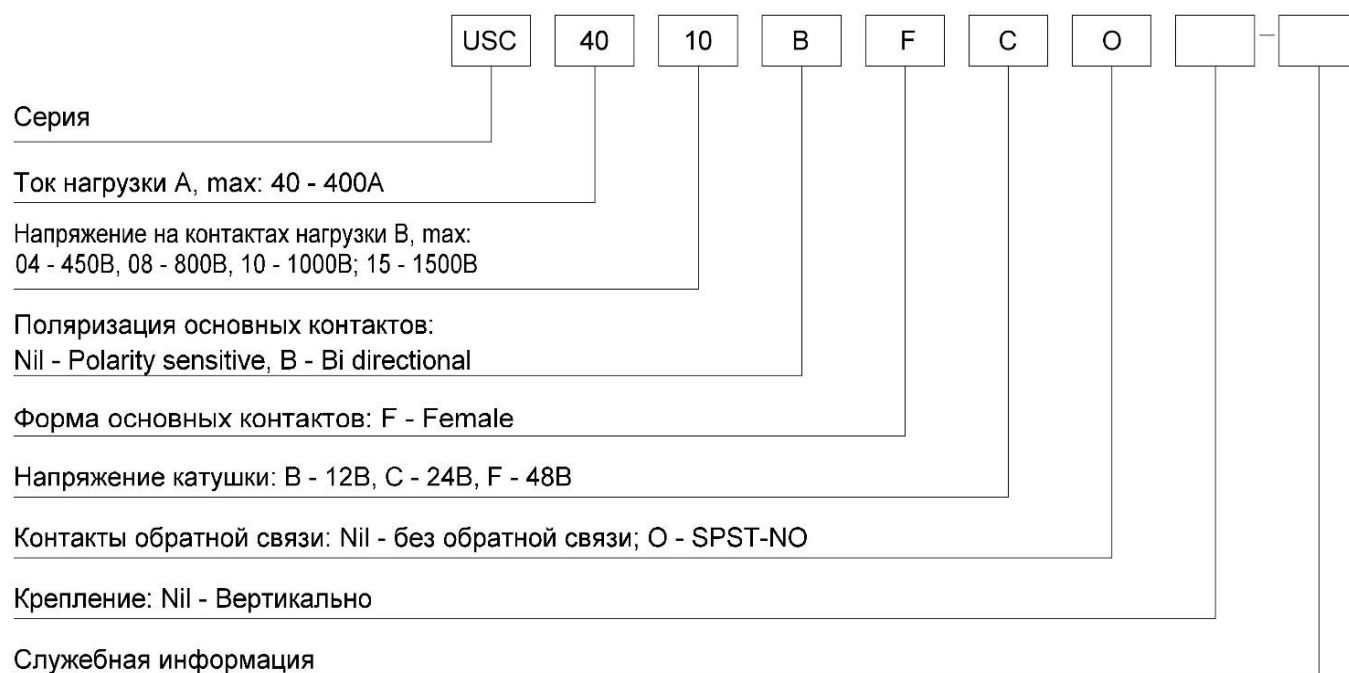 USC 40 10 B F C O -
Серия
Ток нагрузки А, max: 40 - 400А
Напряжение на контактах нагрузки В, max:
04 - 450В, 08 - 800В, 10 - 1000В; 15 - 1500В
Поляризация основных контактов:
Nil - Polarity sensitive, B - Bi directional
Форма основных контактов: F - Female
Напряжение катушки: B - 12В, C - 24В, F - 48В
Контакты обратной связи: Nil - без обратной связи; O - SPST-NO
Крепление: Nil - Вертикально
Служебная информация